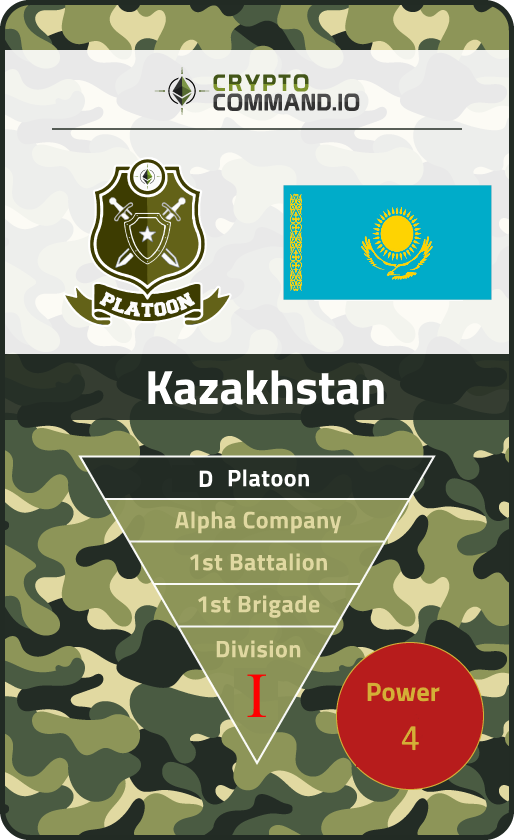 CRYPTO
COMMAND.IO
PLATOON
Kazakhstan
D Platoon
Alpha Company
1st Battalion
1st Brigade
Division
I
Power
4